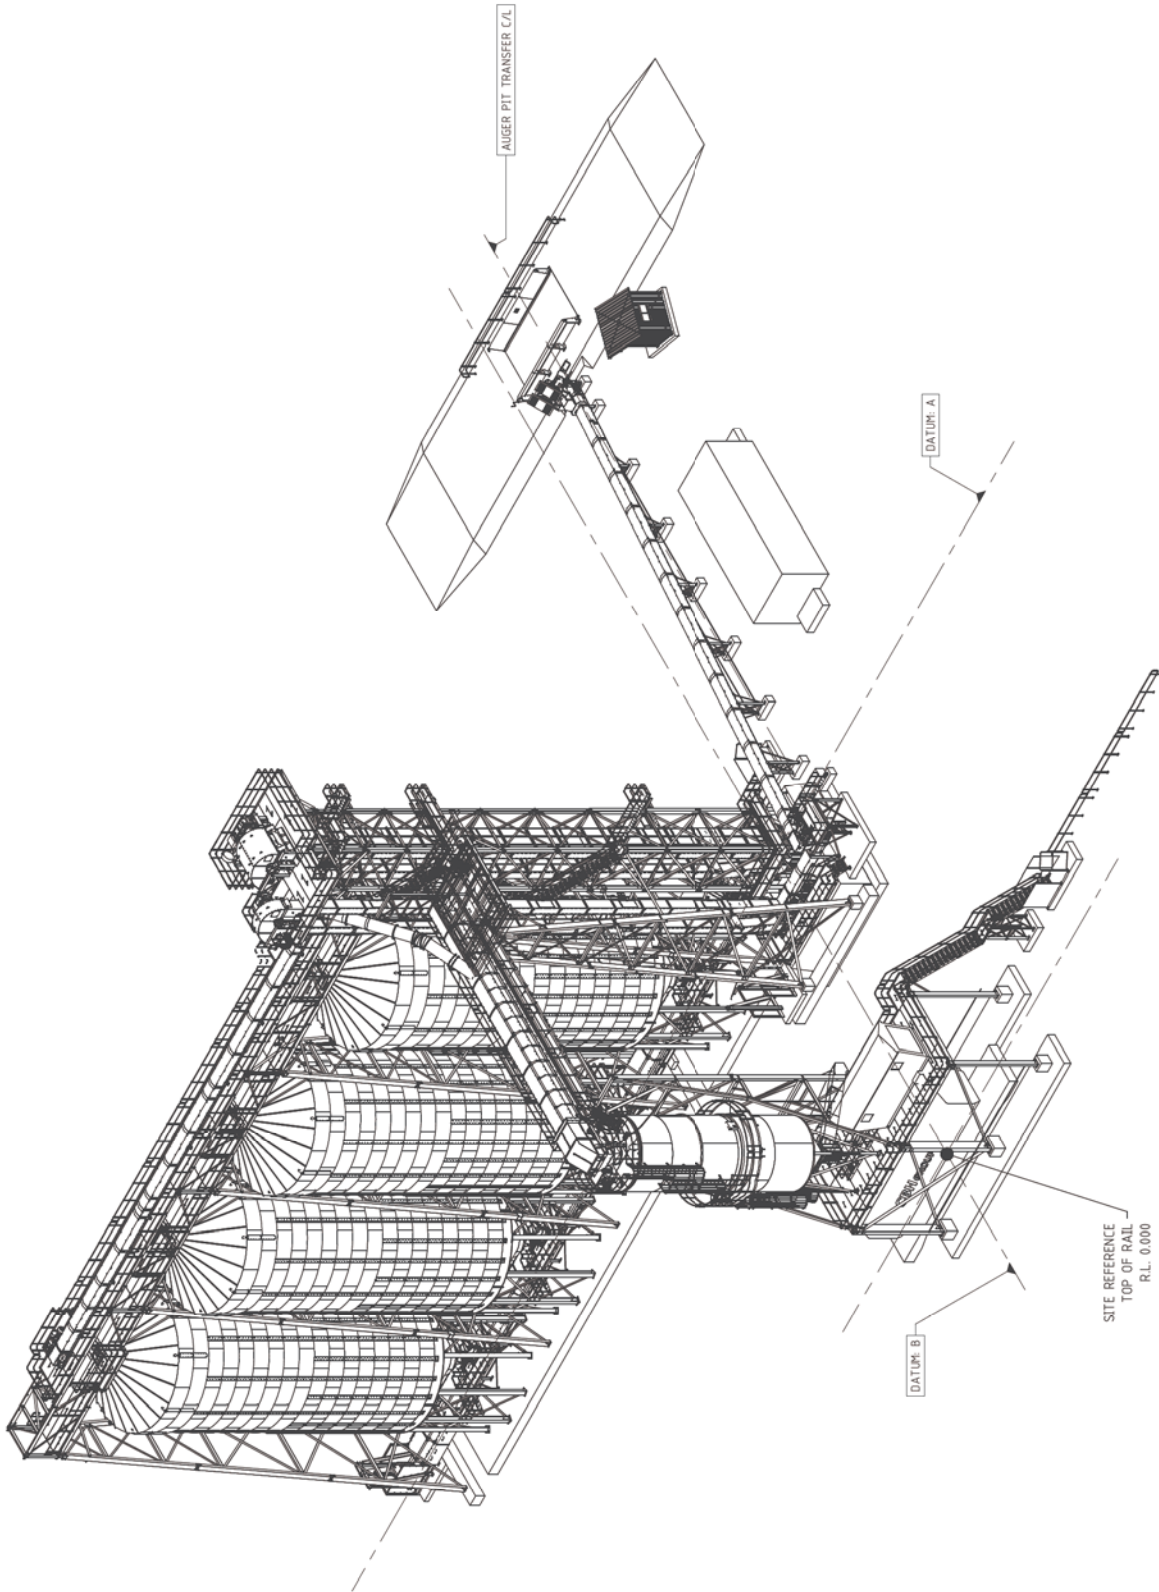 AUGER PIT TRANSFER C/L
DATUM: A
DATUM: B
SITE REFERENCE
TOP OF RAIL
R.L. 0.000